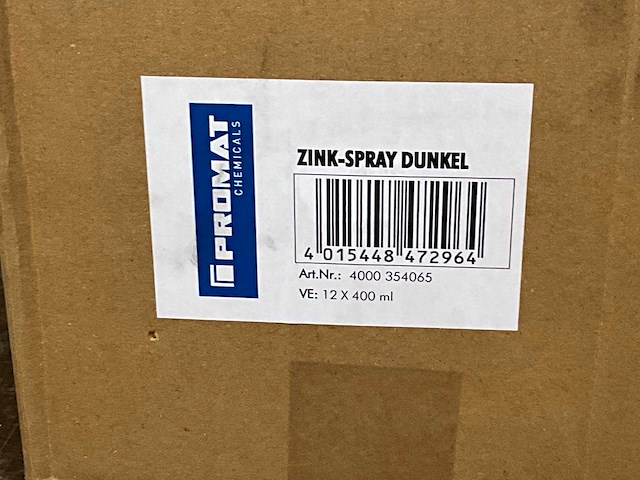 PROMAT
CHEMICALS
ZINK-SPRAY DUNKEL
4 015448 472964
Art.Nr.: 4000 354065
VE: 12 X 400 ml